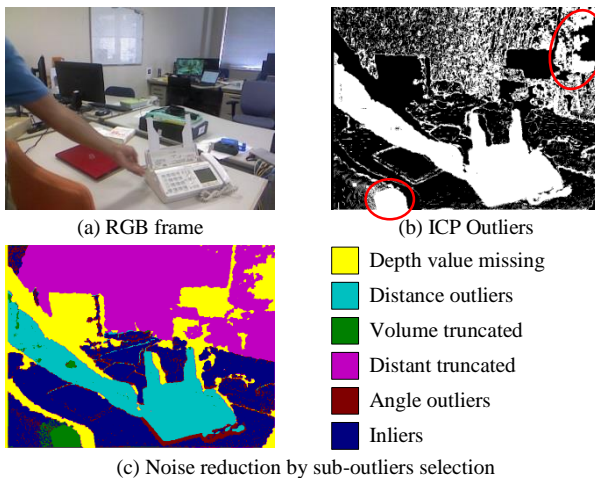 (a) RGB frame
(b) ICP Outliers
Depth value missing
Distance outliers
Volume truncated
Distant truncated
Angle outliers
Inliers
(c) Noise reduction by sub-outliers selection